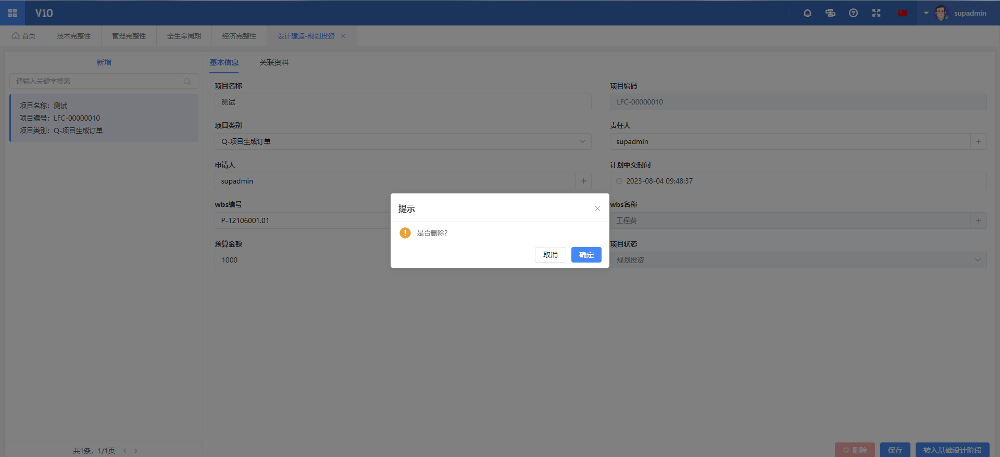 V10
supadmin
首页
技术完整性
管理完整性
全生命周期
经济完整性
设计建造-规划投资
新增
请输入关键字搜索
项目名称：测试
项目编号：LFC-00000010
项目类别：Q-项目生成订单
共1条，1/1页
基本信息
关联资料
项目名称
测试
项目编码
LFC-00000010
项目类别
Q-项目生成订单
责任人
supadmin
申请人
supadmin
计划中交时间
2023-08-04 09:48:37
wbs编号
P-12106001.01
wbs名称
工程费
预算金额
1000
项目状态
规划投资
提示
是否删除?
取消
确定
删除
保存
转入基础设计阶段